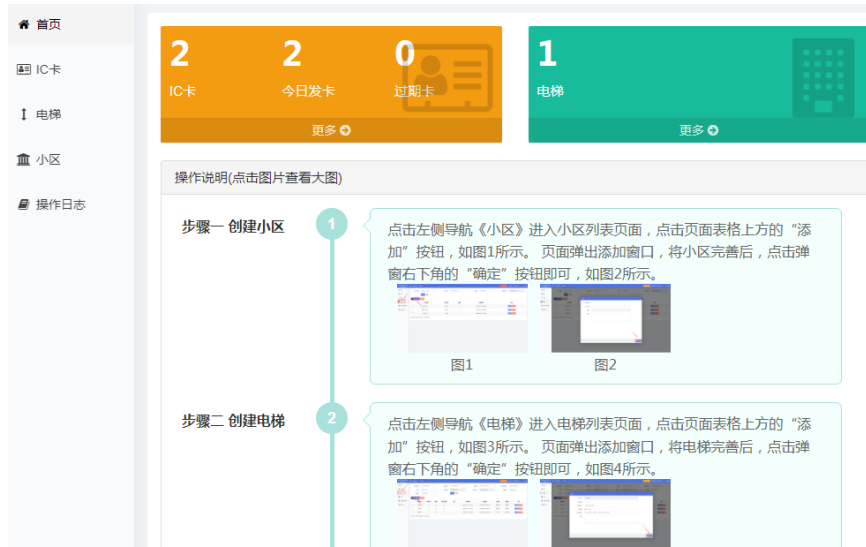 首页
IC卡
电梯
小区
操作日志
2 2 0
IC卡 今日发卡 过期卡
更多
1
电梯
更多
操作说明(点击图片查看大图)
步骤一 创建小区
1
点击左侧导航《小区》进入小区列表页面，点击页面表格上方的“添
加”按钮，如图1所示。 页面弹出添加窗口，将小区完善后，点击弹
窗右下角的“确定”按钮即可，如图2所示。
图1 图2
步骤二 创建电梯
2
点击左侧导航《电梯》进入电梯列表页面，点击页面表格上方的“添
加”按钮，如图3所示。 页面弹出添加窗口，将电梯完善后，点击弹
窗右下角的“确定”按钮即可，如图4所示。